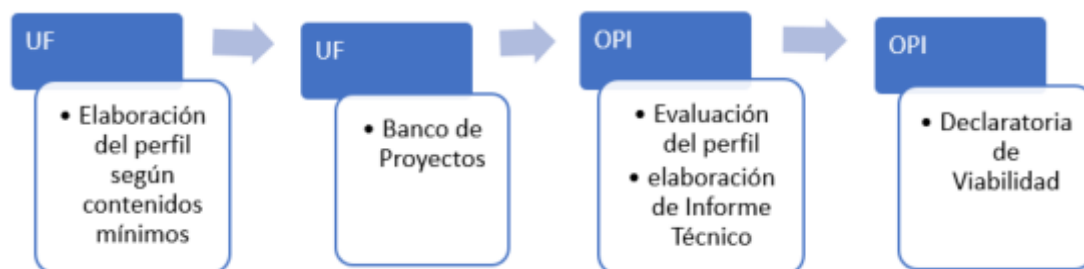 UF
• Elaboración
del perfil
según
contenidos
mínimos
UF
• Banco de
Proyectos
OPI
• Evaluación
del perfil
• elaboración
de Informe
Técnico
OPI
• Declaratoria
de
Viabilidad